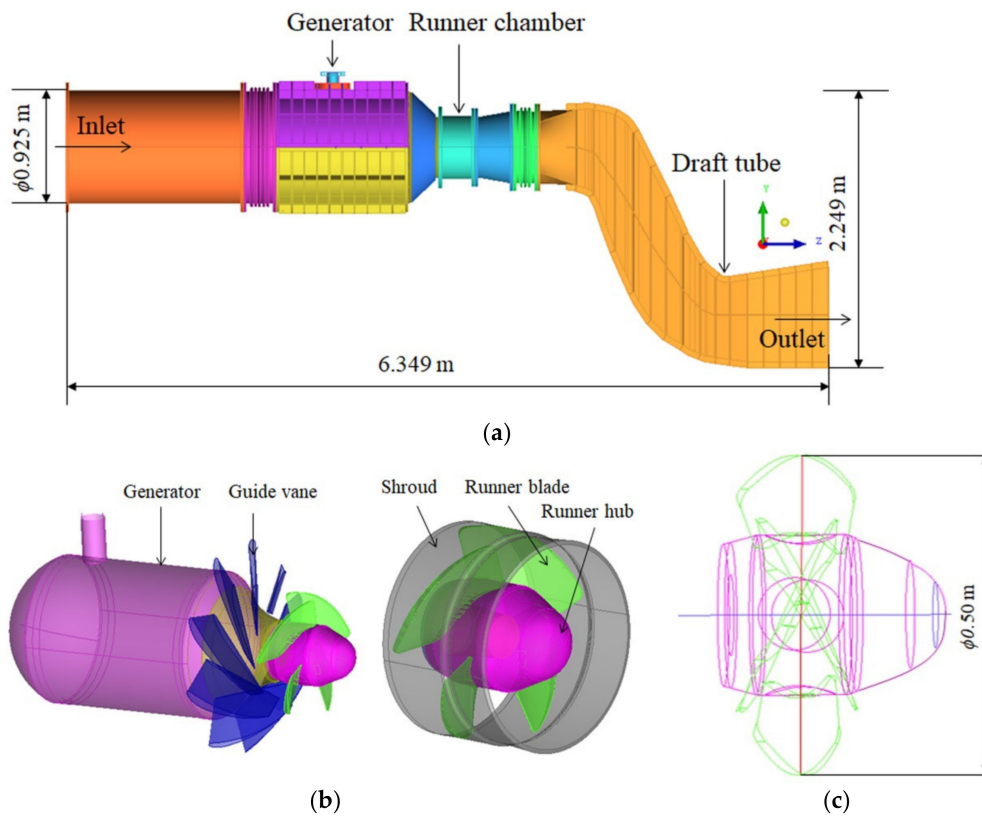 Generator
Runner chamber
Inlet
ϕ0.925 m
Draft tube
Y
Z
2.249 m
Outlet
6.349 m
(a)
Generator
Guide vane
Shroud
Runner blade
Runner hub
ϕ0.50 m
(b)
(c)